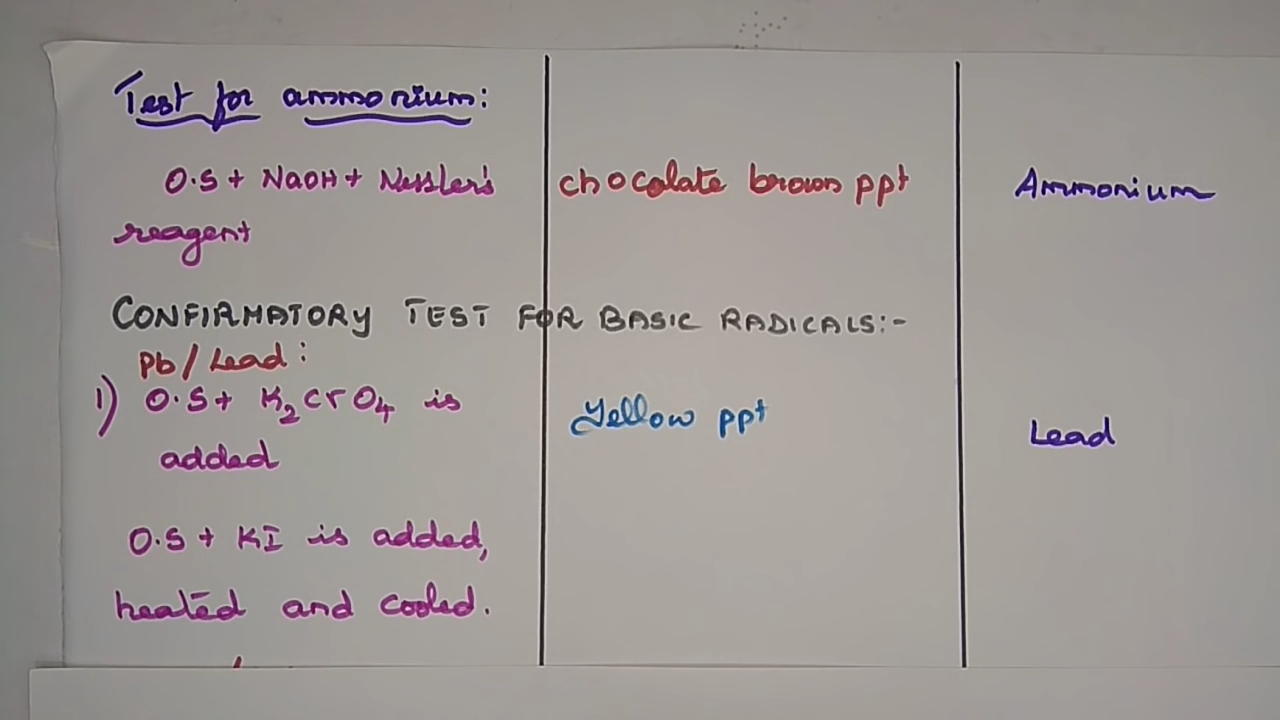 Test for ammonium:
O.S + NaOH + Nessler's
reagent
chocolate brown ppt
Ammonium
CONFIRMATORY TEST FOR BASIC RADICALS:-
Pb/Lead:
1) O.S + K₂CrO₄ is
added
Yellow ppt
Lead
O.S + KI is added,
heated and cooled.